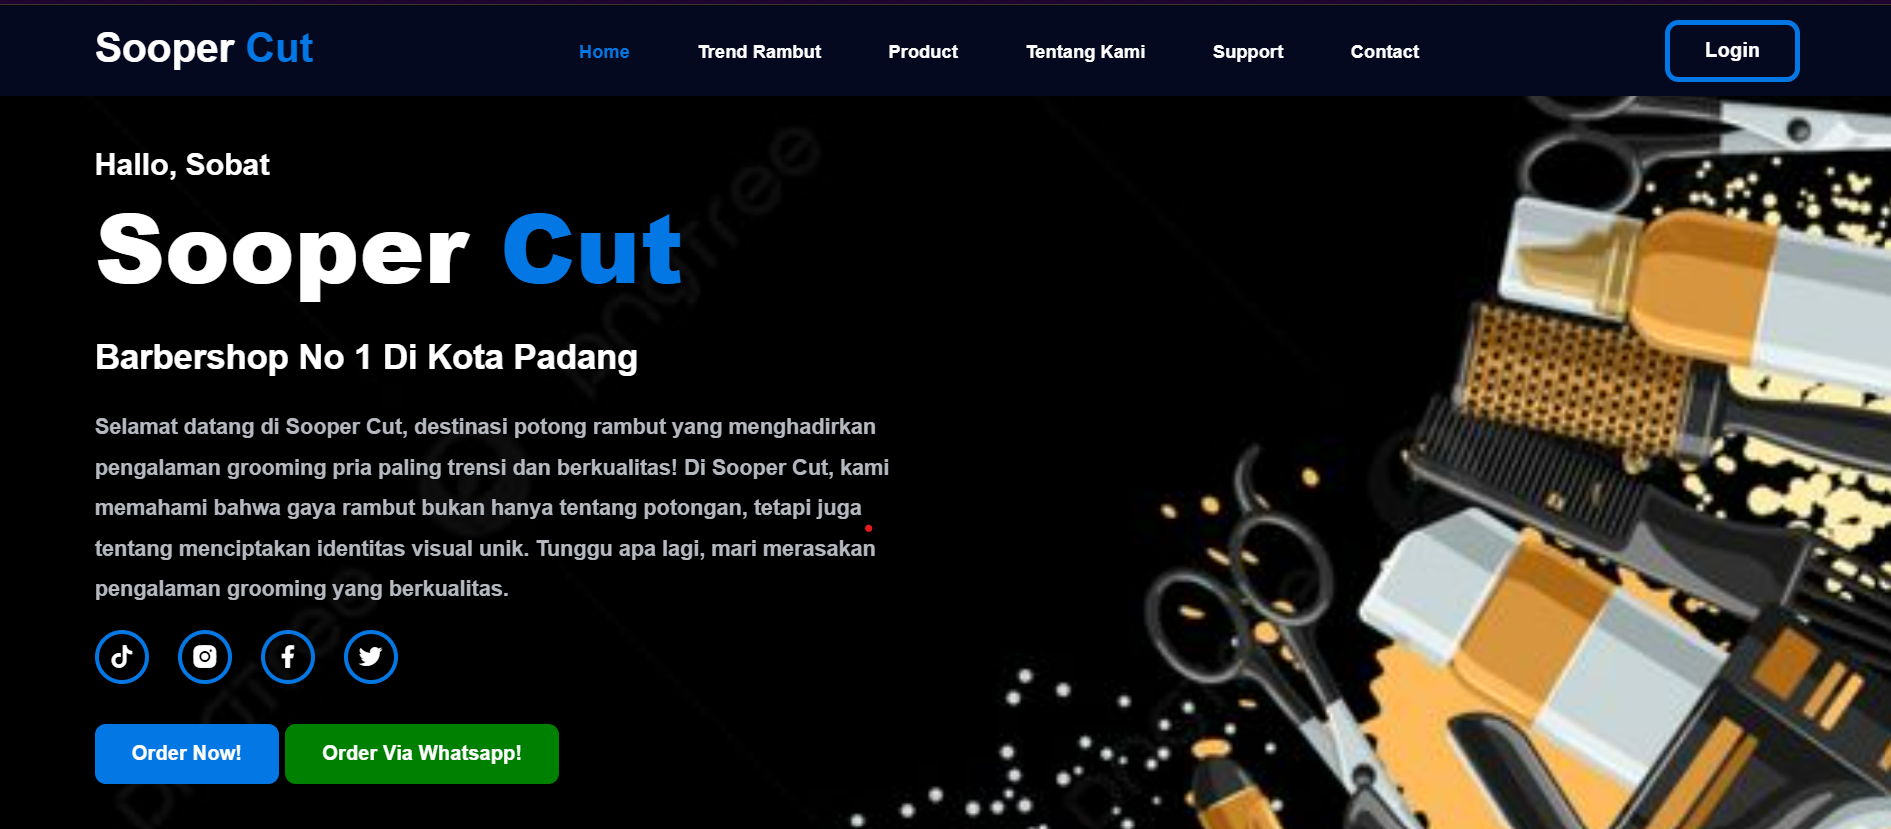 Sooper Cut
Home Trend Rambut Product Tentang Kami Support Contact
Login
Hallo, Sobat
Sooper Cut
Barbershop No 1 Di Kota Padang
Selamat datang di Sooper Cut, destinasi potong rambut yang menghadirkan
pengalaman grooming pria paling trensi dan berkualitas! Di Sooper Cut, kami
memahami bahwa gaya rambut bukan hanya tentang potongan, tetapi juga
tentang menciptakan identitas visual unik. Tunggu apa lagi, mari merasakan
pengalaman grooming yang berkualitas.
Order Now! Order Via Whatsapp!
pngtree
pngtree